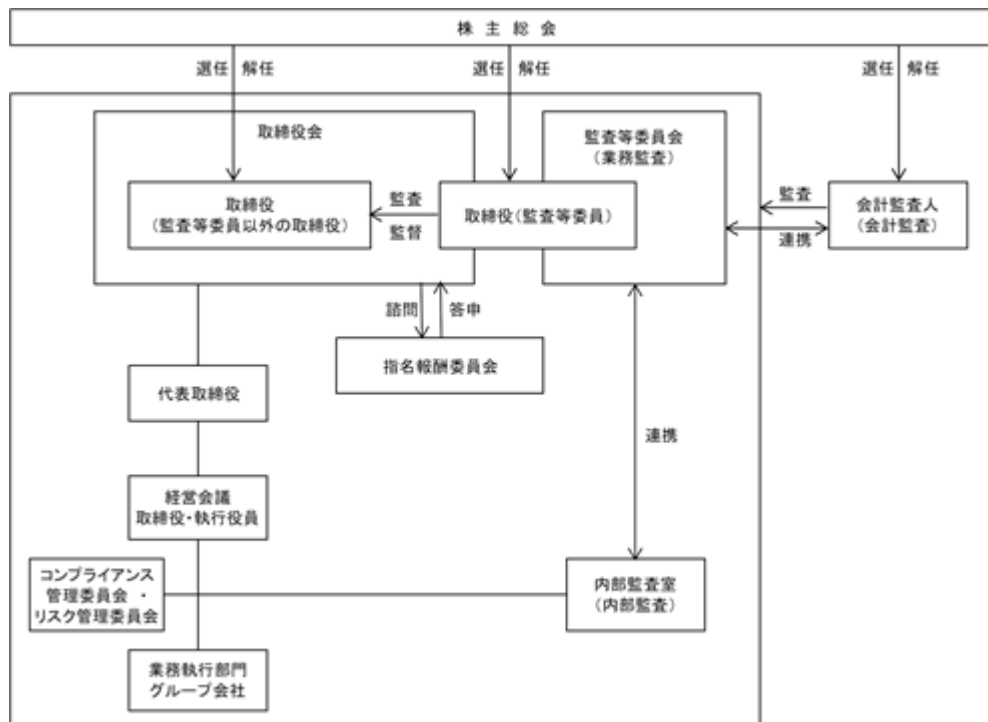 株 主 総 会
選任 解任
選任 解任
選任 解任
取締役会
監査等委員会
(業務監査)
取締役
(監査等委員以外の取締役)
監査
監督
取締役(監査等委員)
監査
連携
会計監査人
(会計監査)
諮問
答申
指名報酬委員会
代表取締役
連携
経営会議
取締役・執行役員
コンプライアンス
管理委員会 ・
リスク管理委員会
内部監査室
(内部監査)
業務執行部門
グループ会社